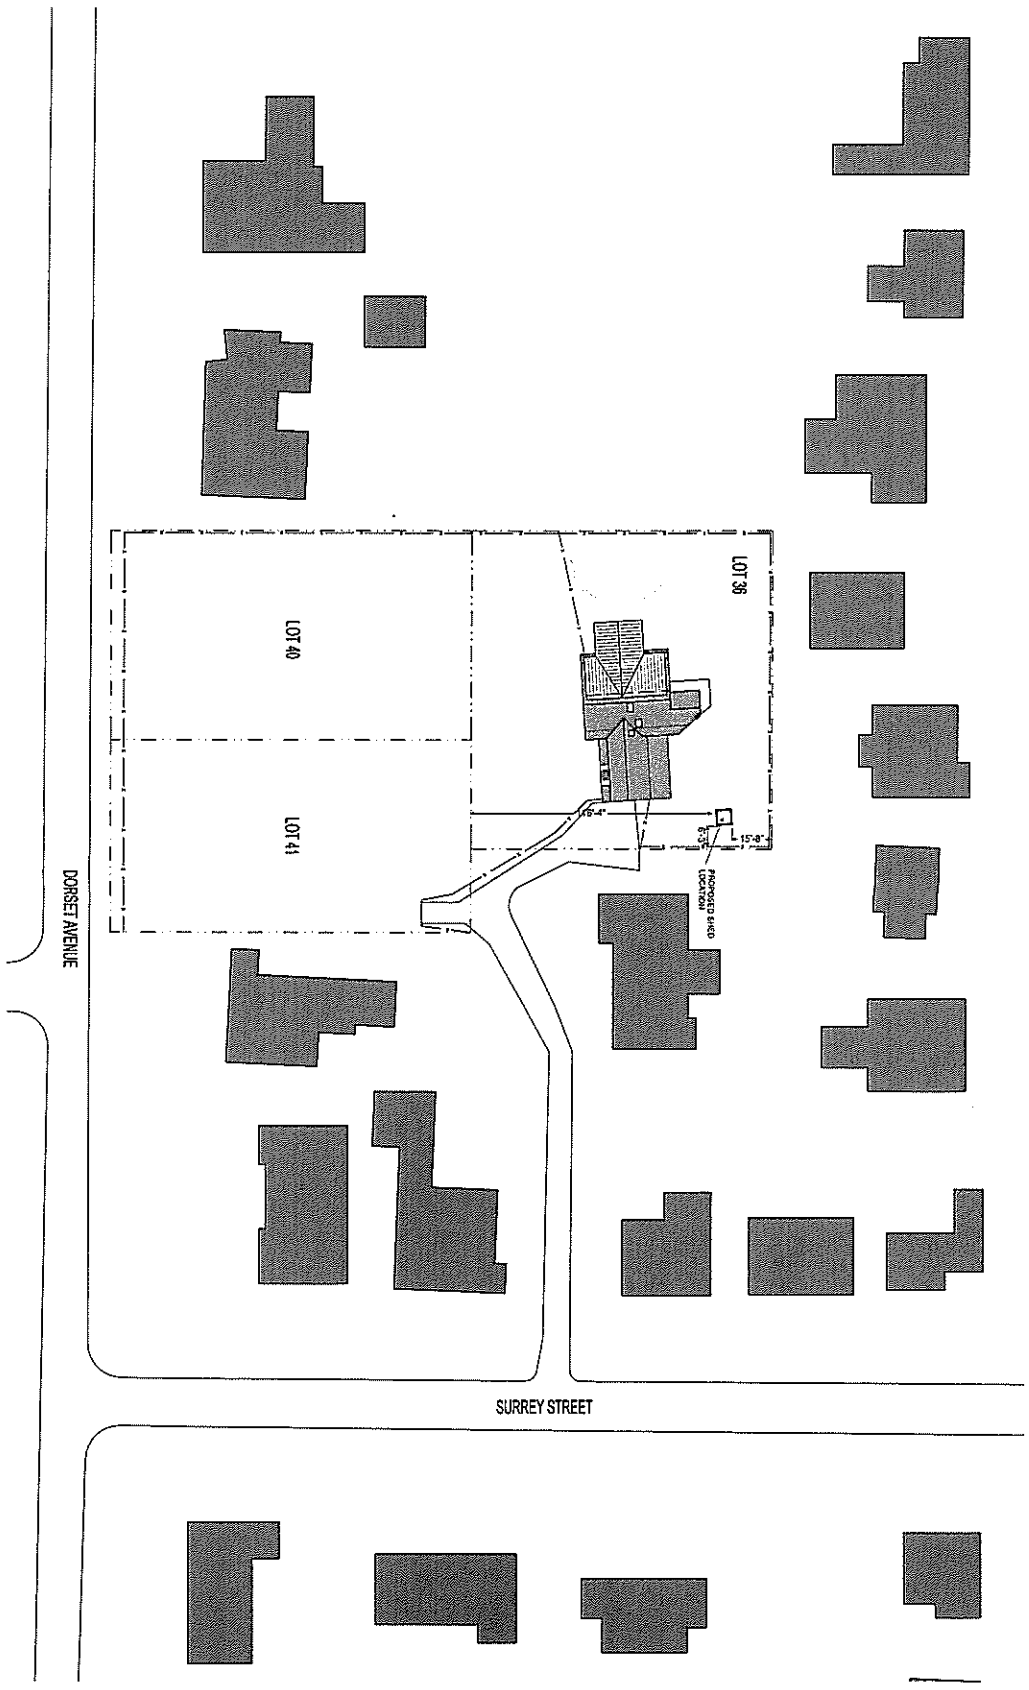 LOT 36
LOT 40
LOT 41
15'-8"
PROPOSED SHED
LOCATION
DORSET AVENUE
SURREY STREET